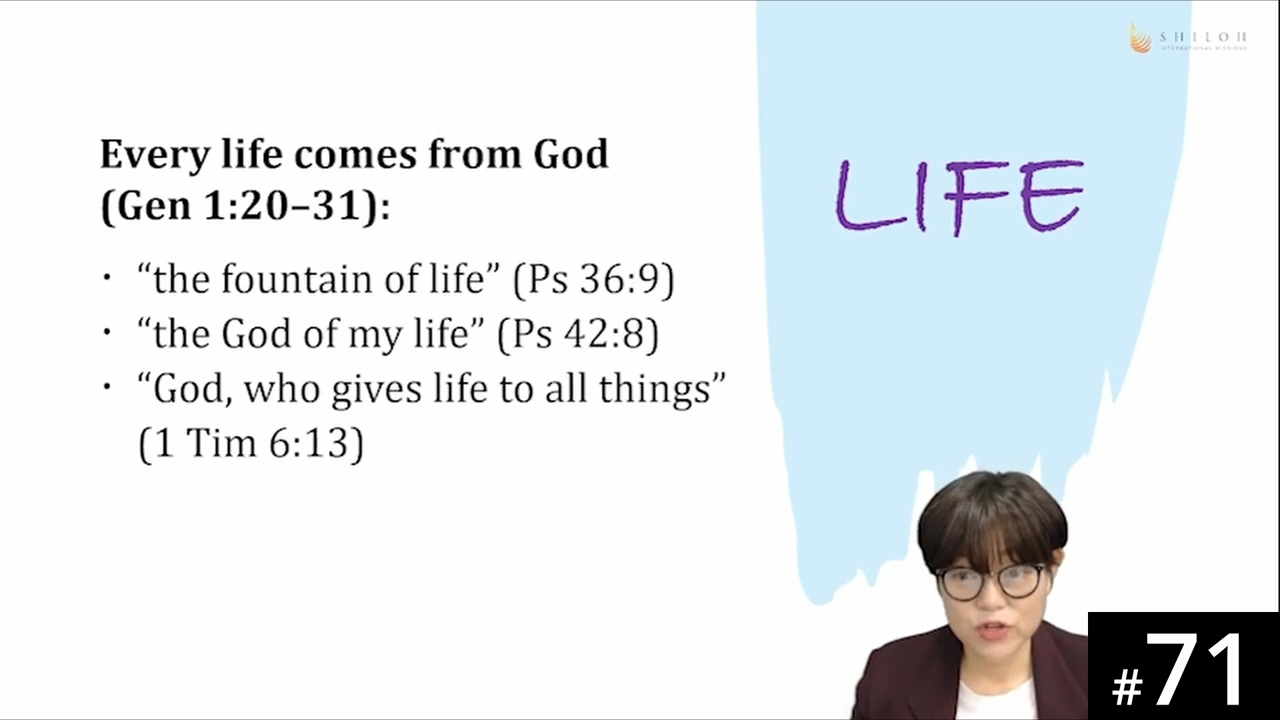 Every life comes from God
(Gen 1:20–31):
• “the fountain of life” (Ps 36:9)
• “the God of my life” (Ps 42:8)
• “God, who gives life to all things”
(1 Tim 6:13)
LIFE
SHILOH
INTERNATIONAL MISSIONS
#71